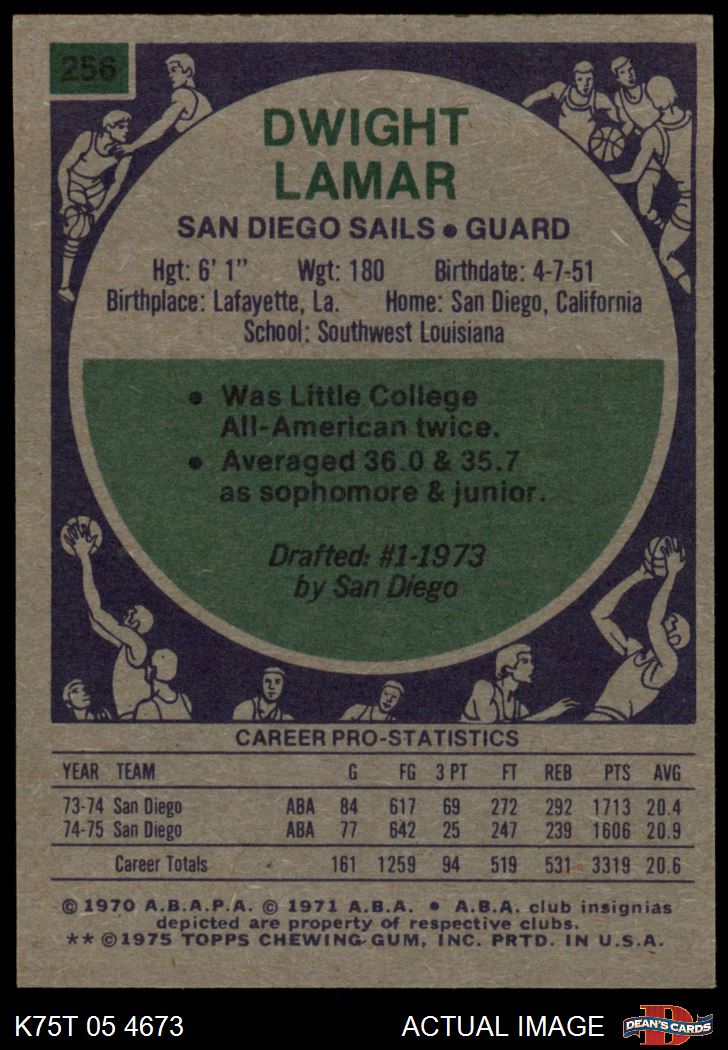 256
DWIGHT
LAMAR
SAN DIEGO SAILS • GUARD
Hgt: 6' 1" Wgt: 180 Birthdate: 4-7-51
Birthplace: Lafayette, La. Home: San Diego, California
School: Southwest Louisiana
• Was Little College
All-American twice.
• Averaged 36.0 & 35.7
as sophomore & junior.
Drafted: #1-1973
by San Diego
CAREER PRO-STATISTICS
YEAR TEAM G FG 3 PT FT REB PTS AVG
73-74 San Diego ABA 84 617 69 272 292 1713 20.4
74-75 San Diego ABA 77 642 25 247 239 1606 20.9
Career Totals 161 1259 94 519 531 3319 20.6
© 1970 A.B.A.P.A. © 1971 A.B.A. • A.B.A. club insignias
depicted are property of respective clubs.
** © 1975 TOPPS CHEWING GUM, INC. PRTD. IN U.S.A.
K75T 05 4673 ACTUAL IMAGE D DEAN'S CARDS